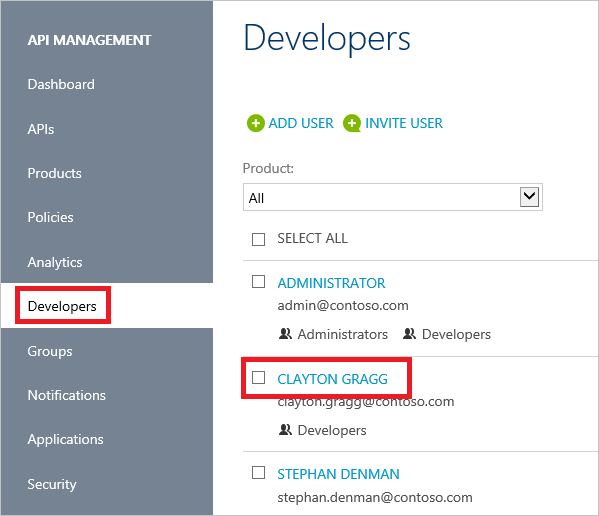 API MANAGEMENT
Dashboard
APIs
Products
Policies
Analytics
Developers
Groups
Notifications
Applications
Security
Developers
ADD USER INVITE USER
Product:
All
SELECT ALL
ADMINISTRATOR
admin@contoso.com
Administrators Developers
CLAYTON GRAGG
clayton.gragg@contoso.com
Developers
STEPHAN DENMAN
stephan.denman@contoso.com